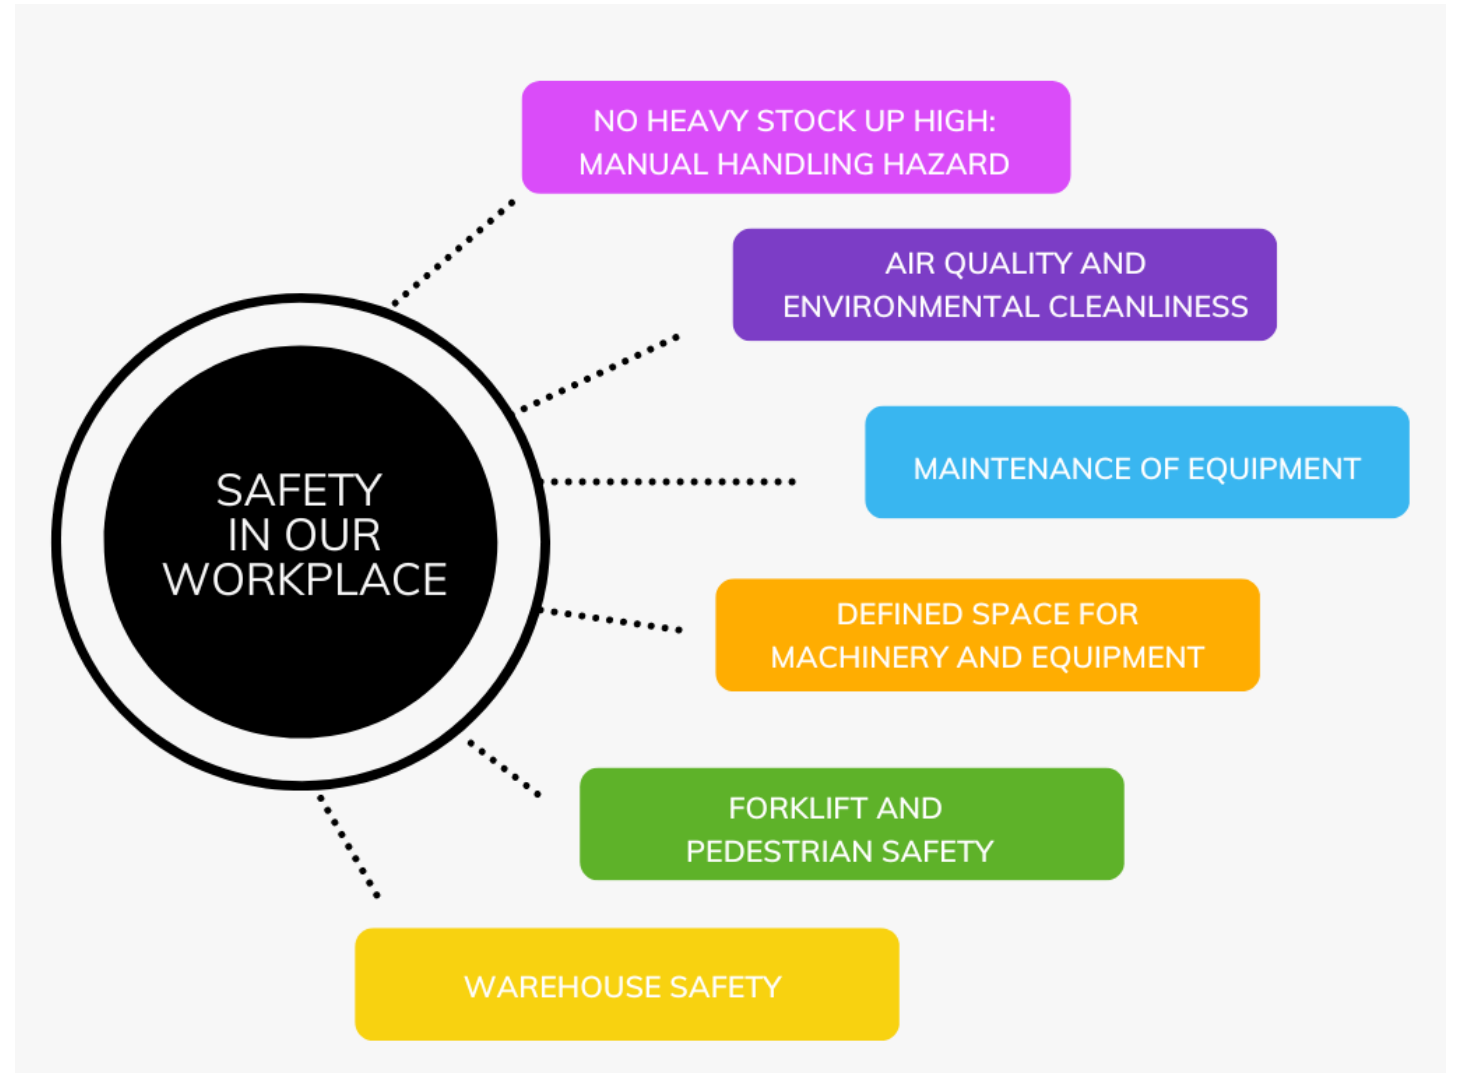 NO HEAVY STOCK UP HIGH:
MANUAL HANDLING HAZARD
AIR QUALITY AND
ENVIRONMENTAL CLEANLINESS
MAINTENANCE OF EQUIPMENT
SAFETY
IN OUR
WORKPLACE
DEFINED SPACE FOR
MACHINERY AND EQUIPMENT
FORKLIFT AND
PEDESTRIAN SAFETY
WAREHOUSE SAFETY